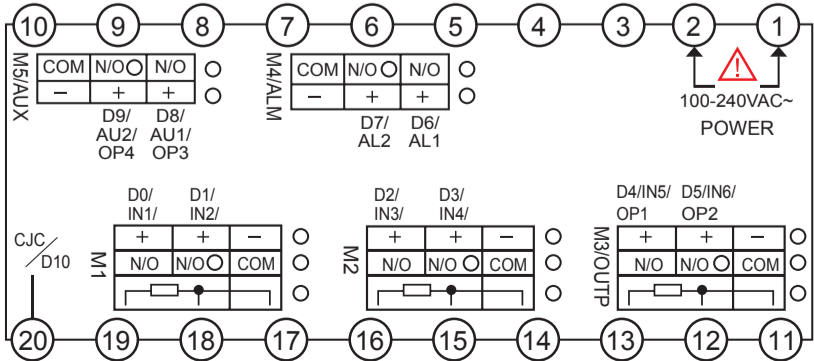 10 9 8 7 6 5 4 3 2 1
M5/AUX
COM N/O N/O
− + +
D9/ D8/
AU2/ AU1/
OP4 OP3
M4/ALM
COM N/O N/O
− + +
D7/ D6/
AL2 AL1
!
100-240VAC~
POWER
CJC/D10
M1
D0/ D1/
IN1/ IN2/
+ + −
N/O N/O COM
M2
D2/ D3/
IN3/ IN4/
+ + −
N/O N/O COM
M3/OUTP
D4/IN5/ D5/IN6/
OP1 OP2
+ + −
N/O N/O COM
20 19 18 17 16 15 14 13 12 11